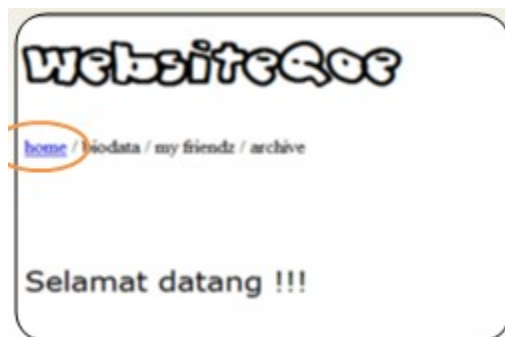 WebsiteQoe
home / biodata / my friendz / archive
Selamat datang !!!